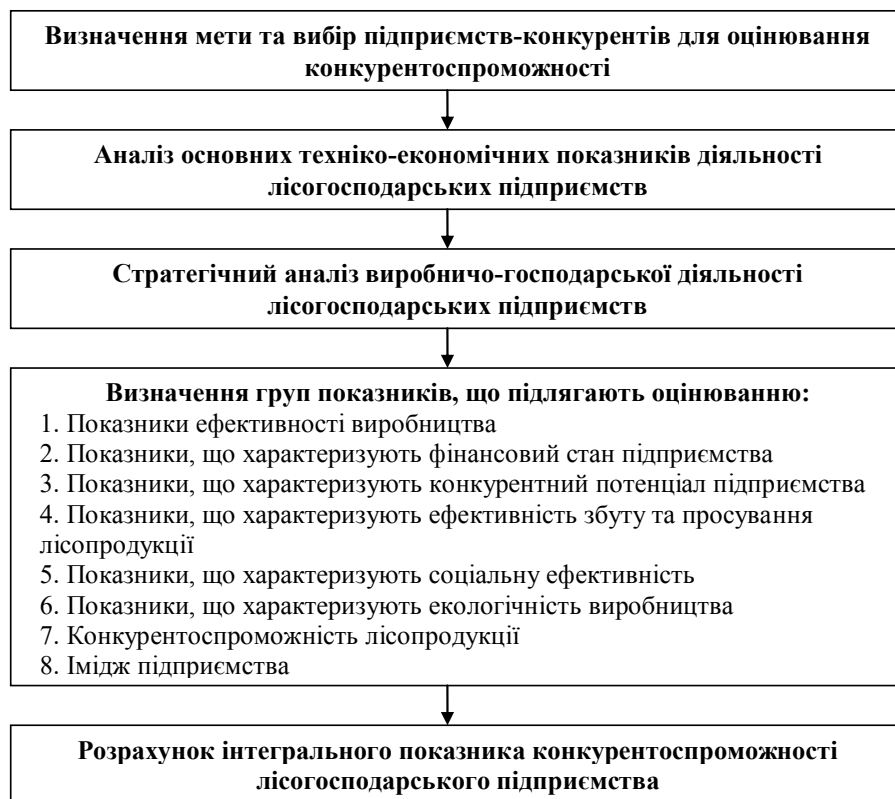 Визначення мети та вибір підприємств-конкурентів для оцінювання
конкурентоспроможності
Аналіз основних техніко-економічних показників діяльності
лісогосподарських підприємств
Стратегічний аналіз виробничо-господарської діяльності
лісогосподарських підприємств
Визначення груп показників, що підлягають оцінюванню:
1. Показники ефективності виробництва
2. Показники, що характеризують фінансовий стан підприємства
3. Показники, що характеризують конкурентний потенціал підприємства
4. Показники, що характеризують ефективність збуту та просування
лісопродукції
5. Показники, що характеризують соціальну ефективність
6. Показники, що характеризують екологічність виробництва
7. Конкурентоспроможність лісопродукції
8. Імідж підприємства
Розрахунок інтегрального показника конкурентоспроможності
лісогосподарського підприємства